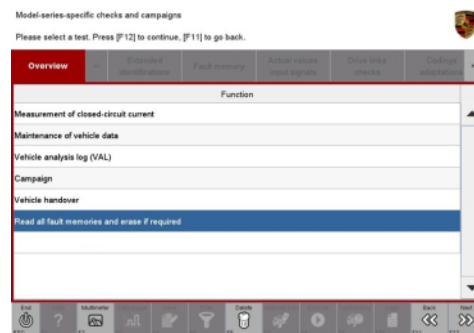 Model-series-specific checks and campaigns
Please select a test. Press [F12] to continue, [F11] to go back.
Overview
Extended identifications
Fault memory
Actual values input signals
Drive links checks
Codings adaptations
Function
Measurement of closed-circuit current
Maintenance of vehicle data
Vehicle analysis log (VAL)
Campaign
Vehicle handover
Read all fault memories and erase if required
End
Multimeter
Delete
Back
Next